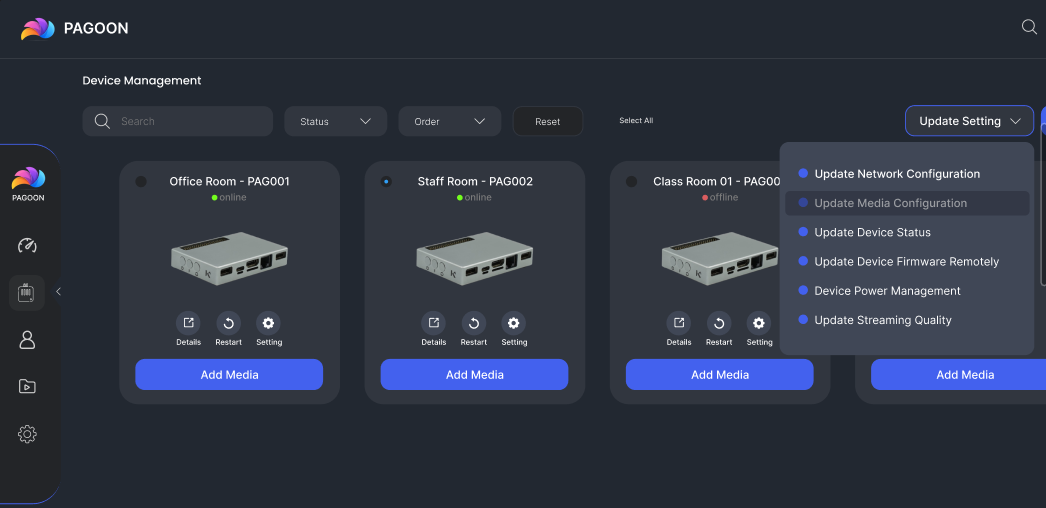 PAGOON
Device Management
Search
Status
Order
Reset
Select All
Update Setting
PAGOON
Office Room - PAG001
online
Details
Restart
Setting
Add Media
Staff Room - PAG002
online
Details
Restart
Setting
Add Media
Class Room 01 - PAG00
offline
Details
Restart
Setting
Add Media
Add Media
Update Network Configuration
Update Media Configuration
Update Device Status
Update Device Firmware Remotely
Device Power Management
Update Streaming Quality